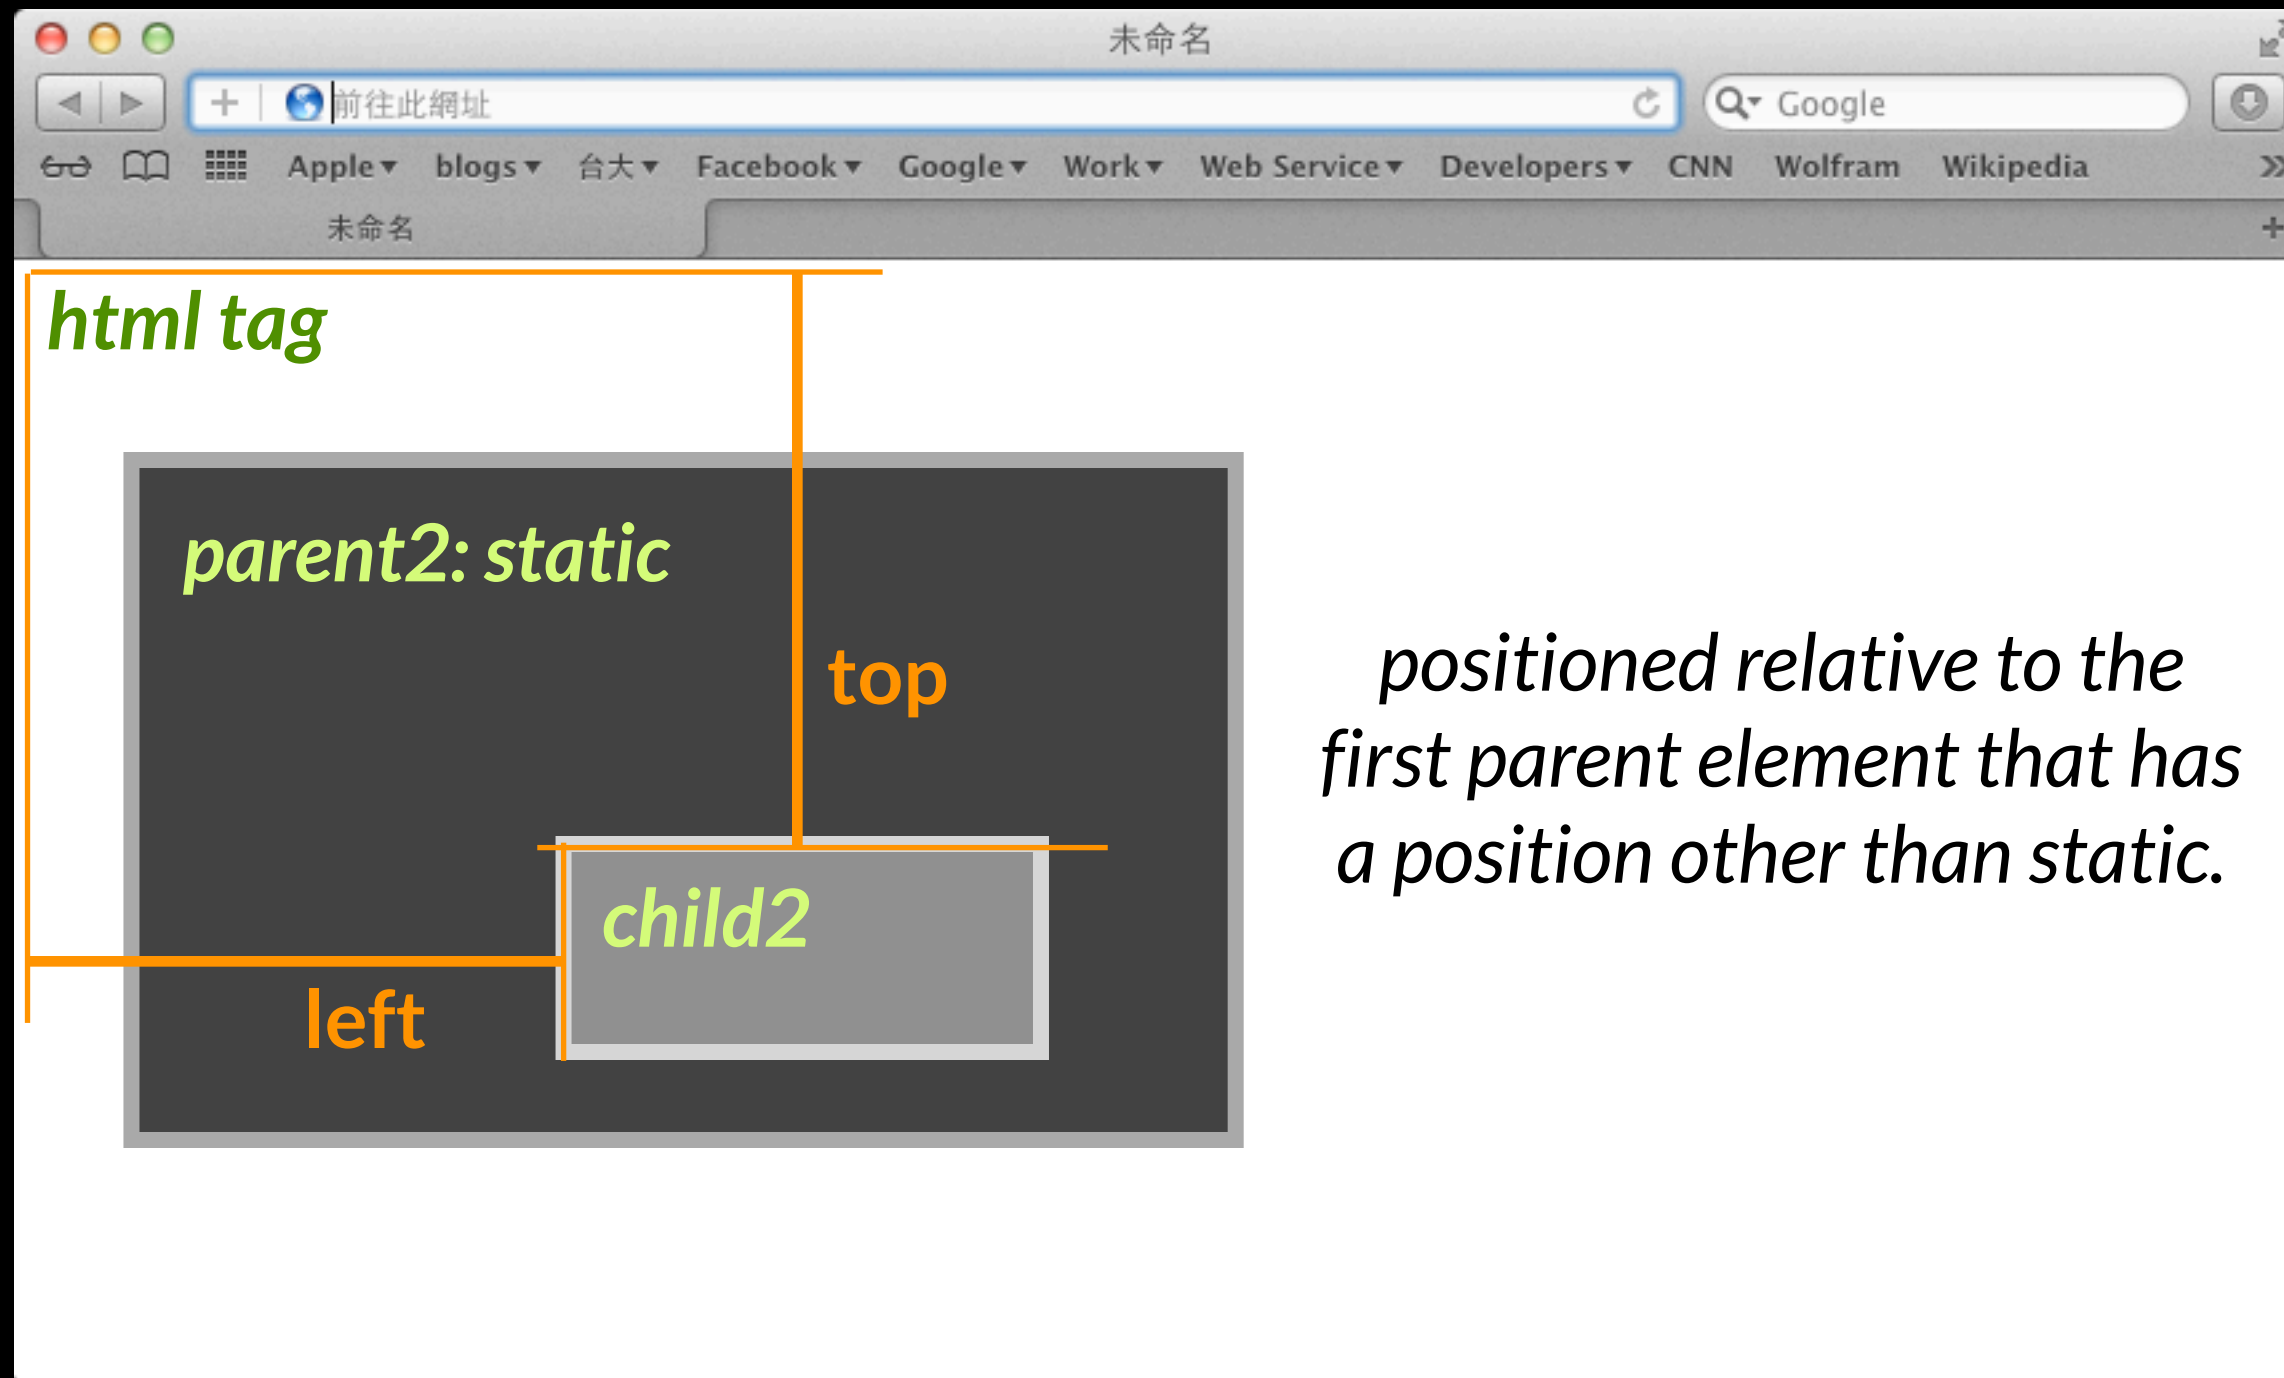 未命名
前往此網址
Google
Apple blogs 台大 Facebook Google Work Web Service Developers CNN Wolfram Wikipedia
未命名
html tag
parent2: static
top
child2
left
positioned relative to the
first parent element that has
a position other than static.